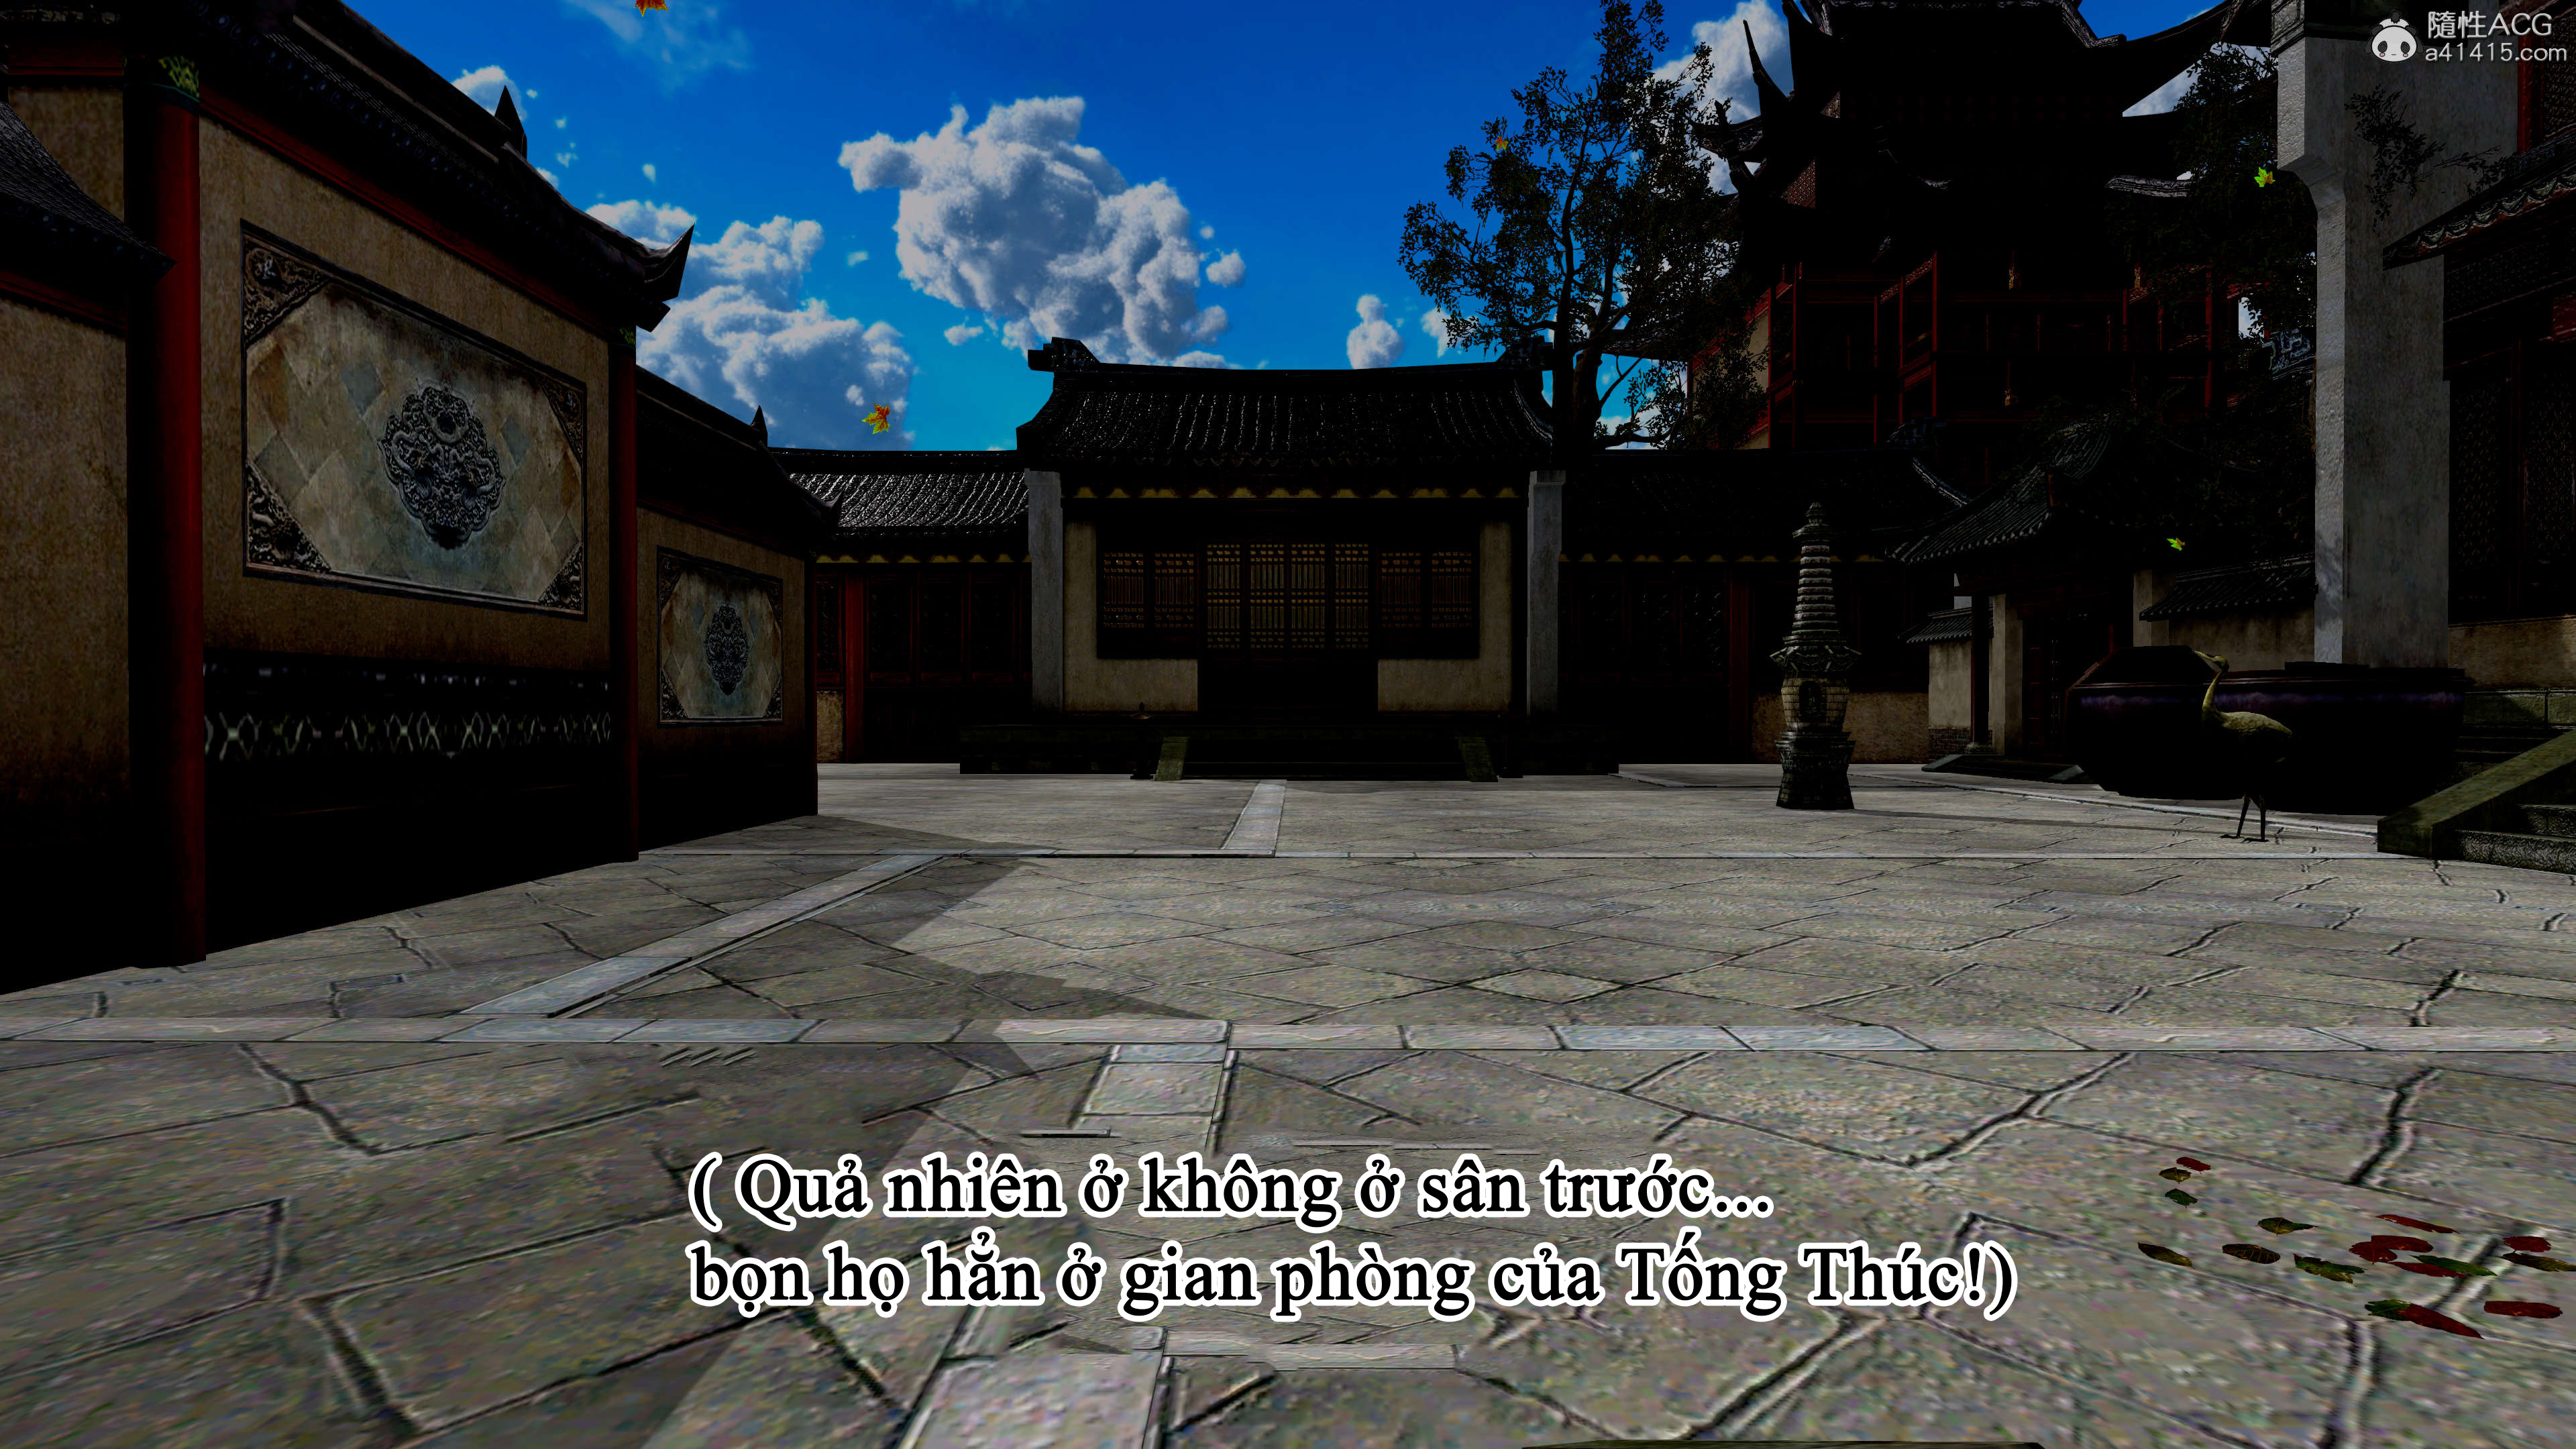 隨性ACG
a41415.com
( Quả nhiên ở không ở sân trước...
bọn họ hẳn ở gian phòng của Tống Thúc!)